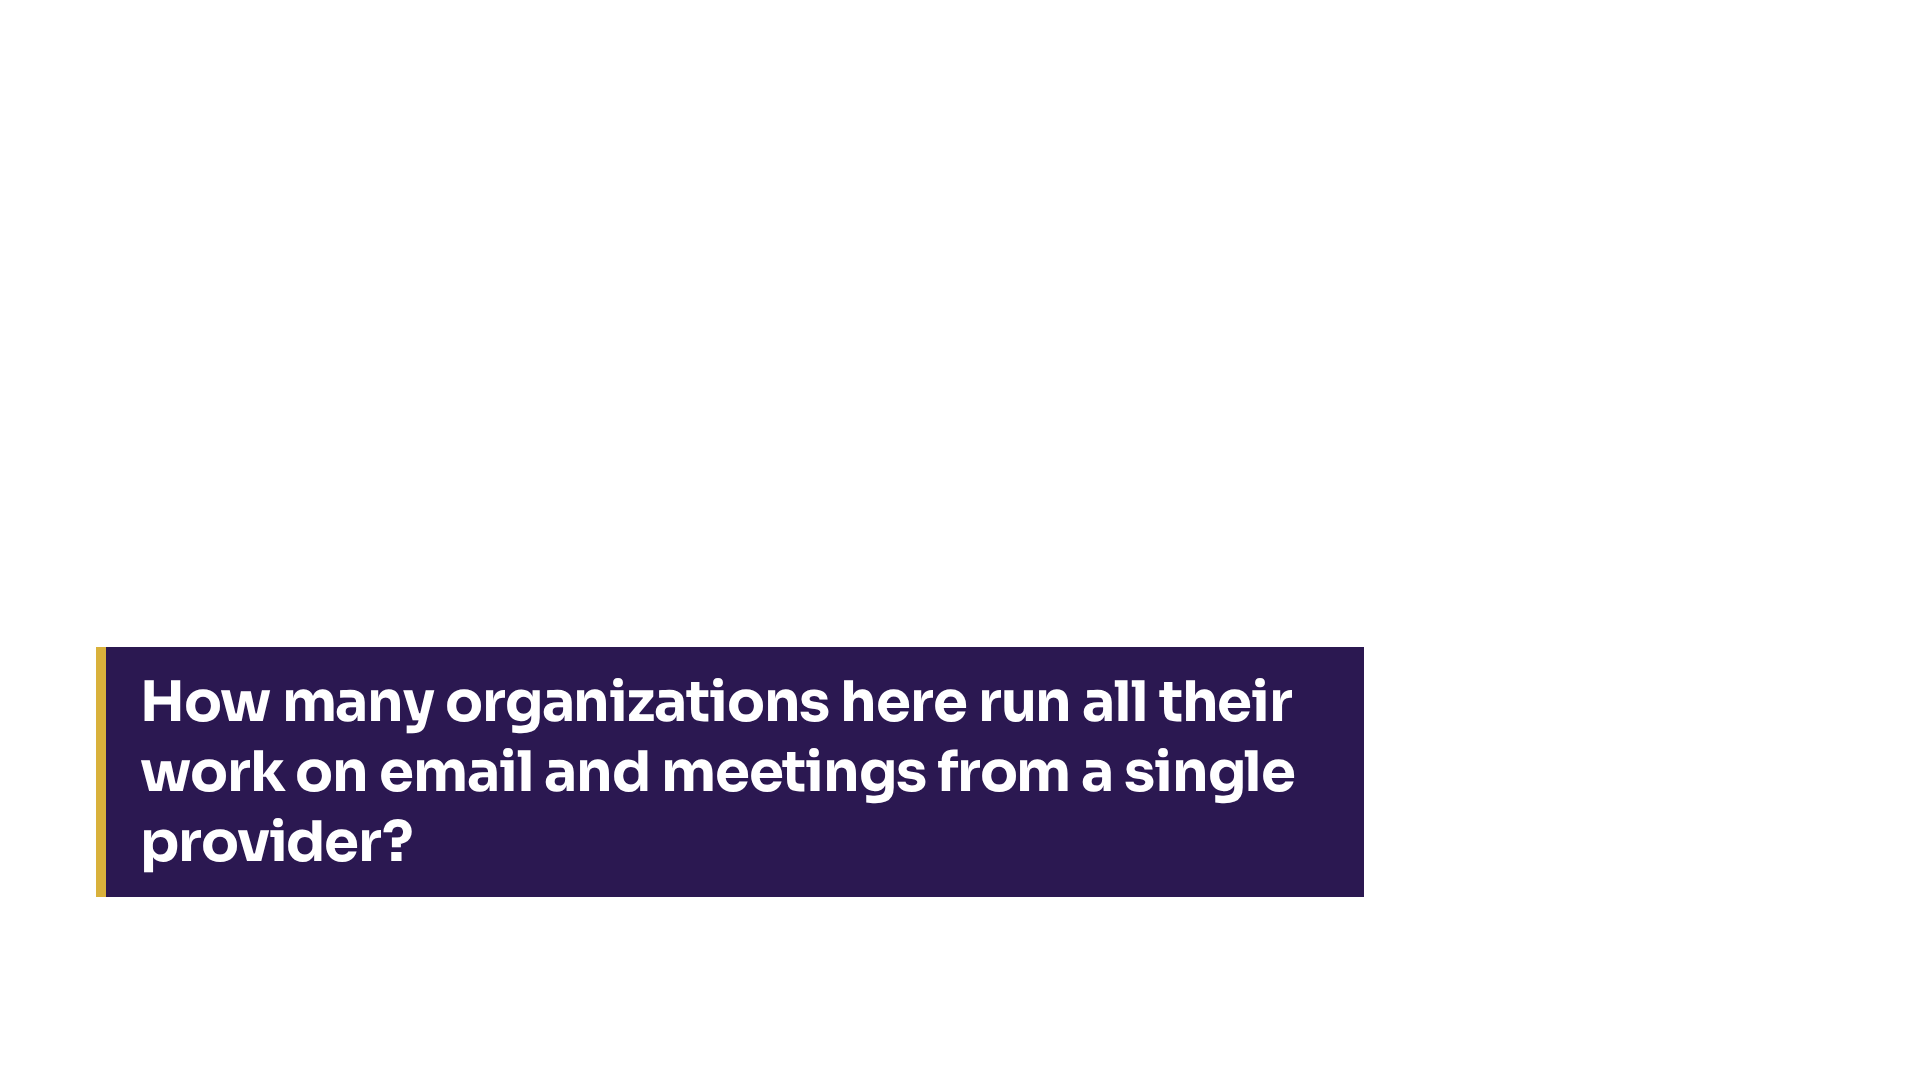 How many organizations here run all their
work on email and meetings from a single
provider?